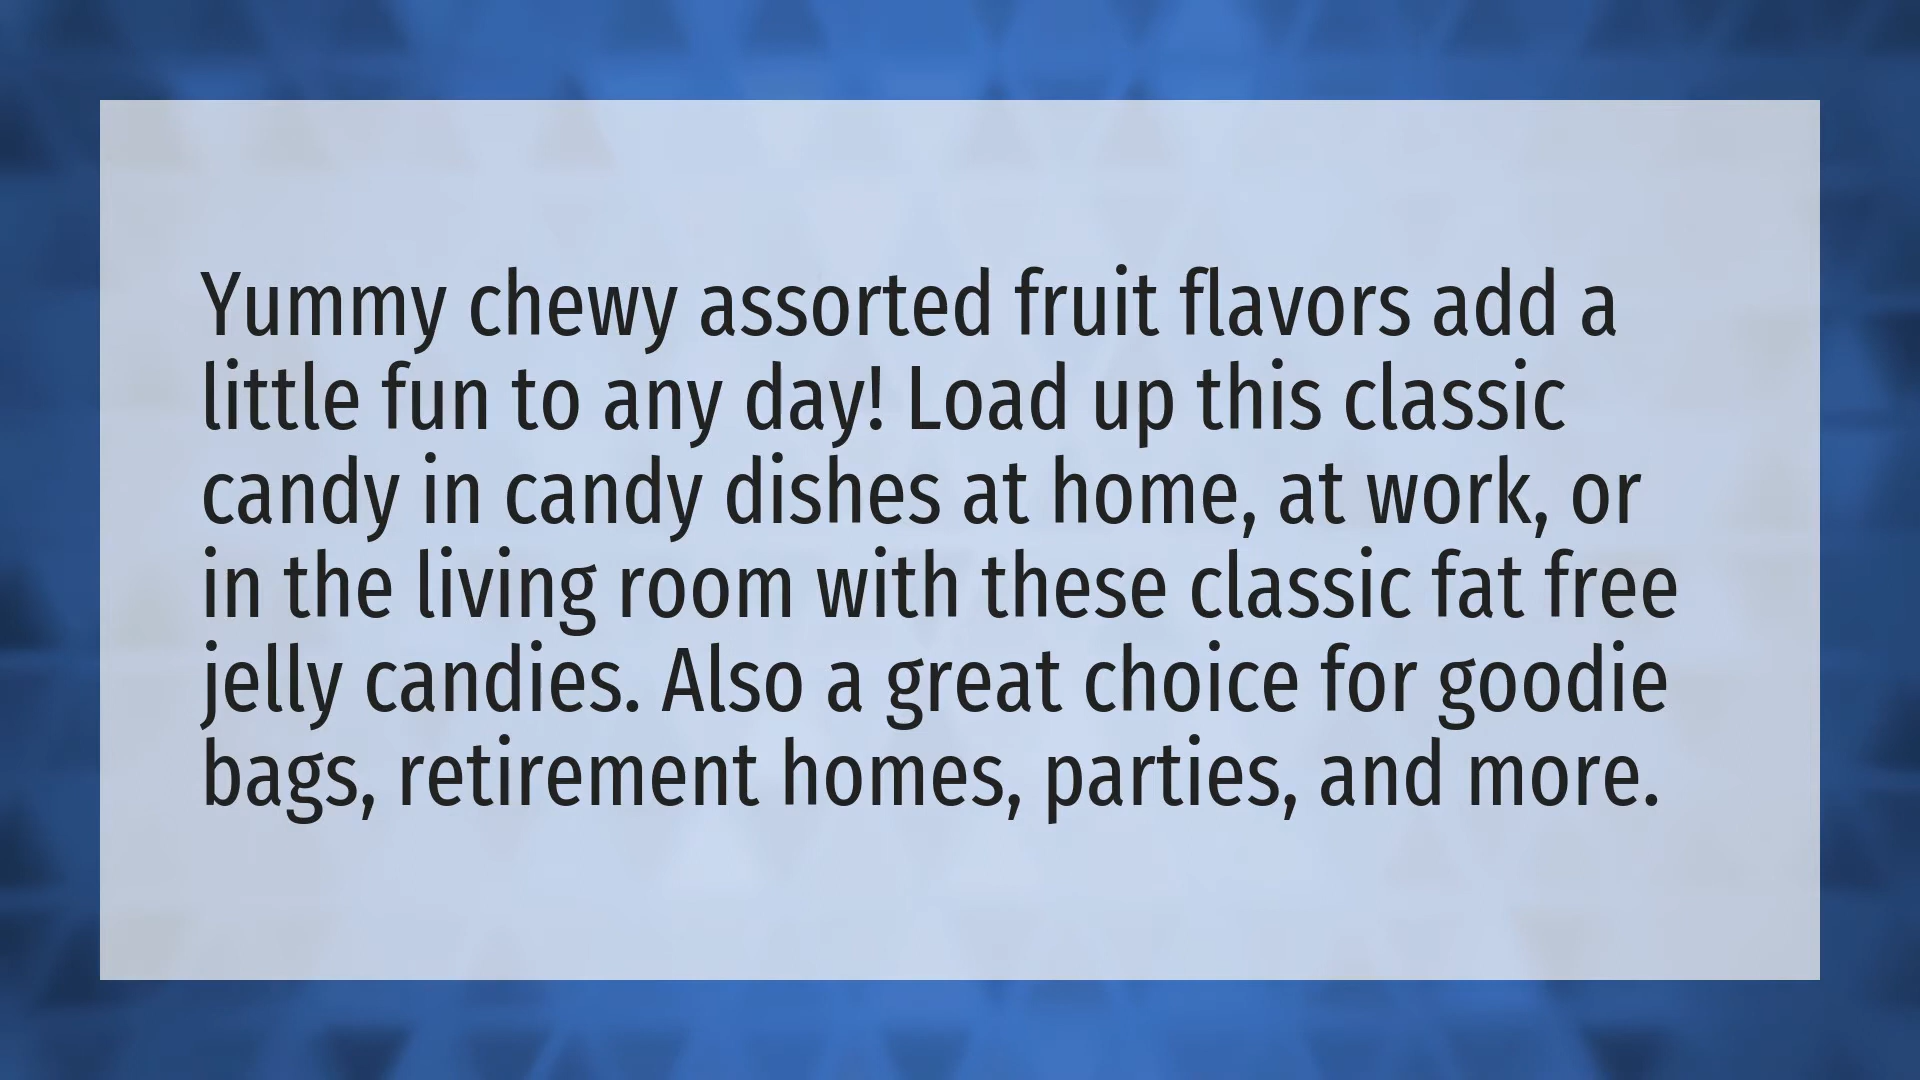 Yummy chewy assorted fruit flavors add a
little fun to any day! Load up this classic
candy in candy dishes at home, at work, or
in the living room with these classic fat free
jelly candies. Also a great choice for goodie
bags, retirement homes, parties, and more.